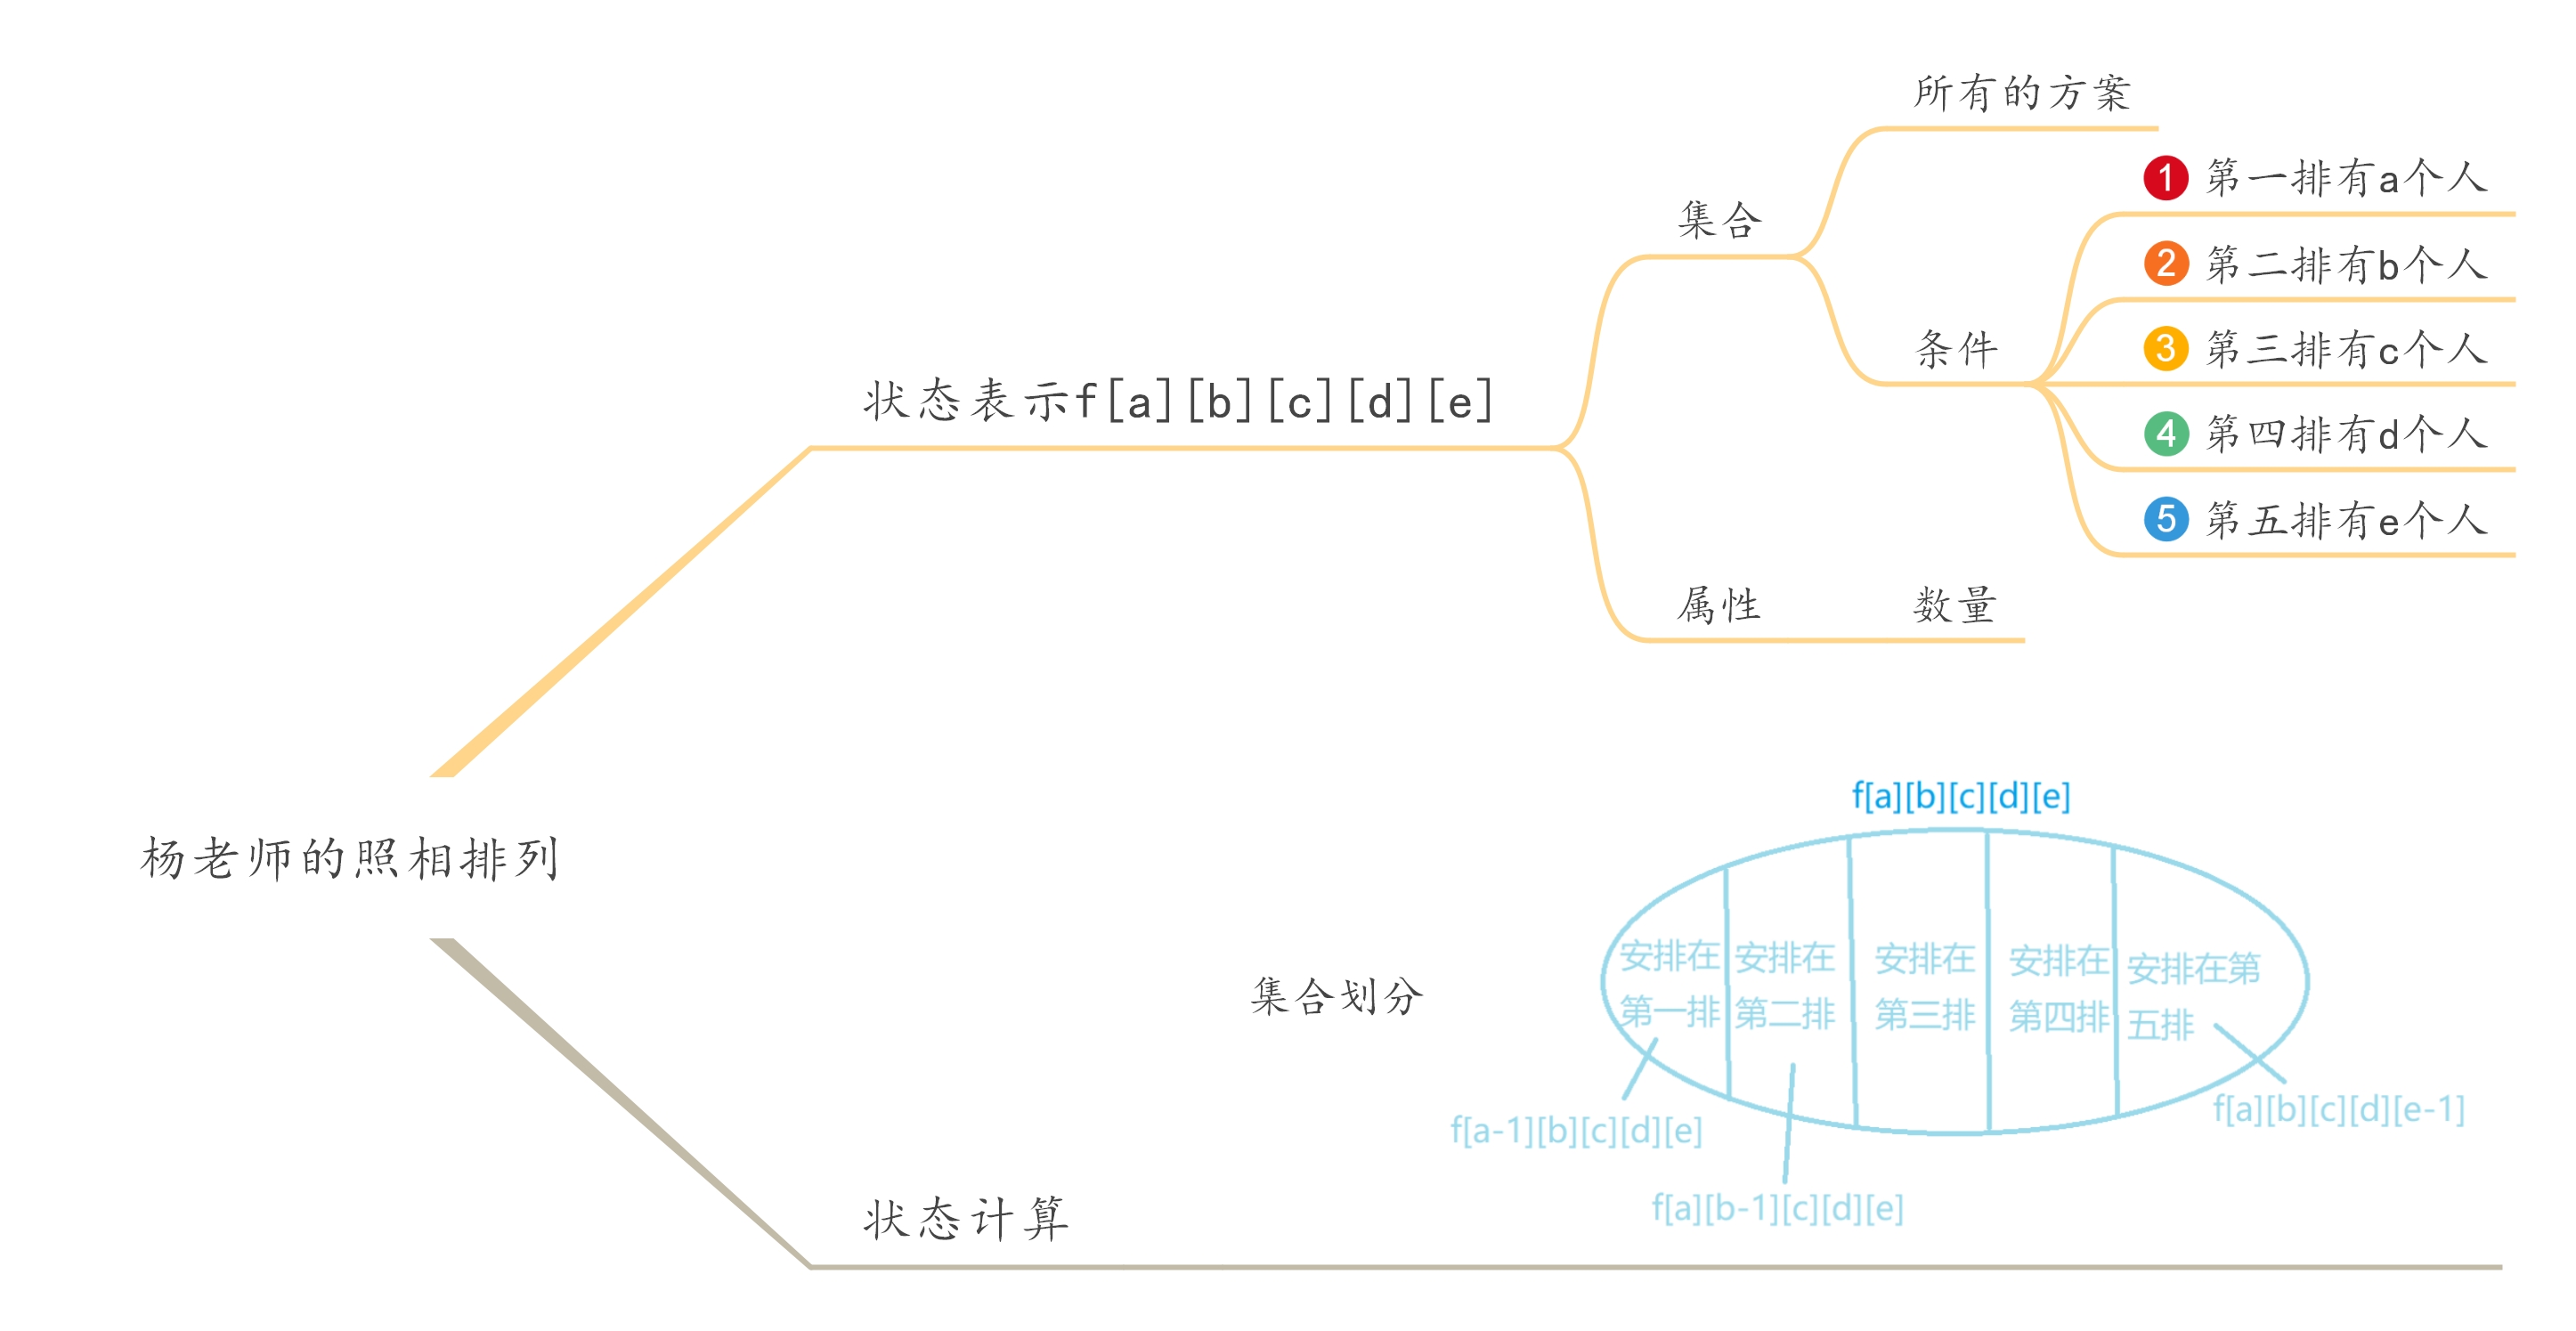 杨老师的照相排列
状态表示f[a][b][c][d][e]
集合
所有的方案
条件
1 第一排有a个人
2 第二排有b个人
3 第三排有c个人
4 第四排有d个人
5 第五排有e个人
属性
数量
状态计算
集合划分
f[a][b][c][d][e]
安排在
第一排
安排在
第二排
安排在
第三排
安排在
第四排
安排在第
五排
f[a-1][b][c][d][e]
f[a][b-1][c][d][e]
f[a][b][c][d][e-1]